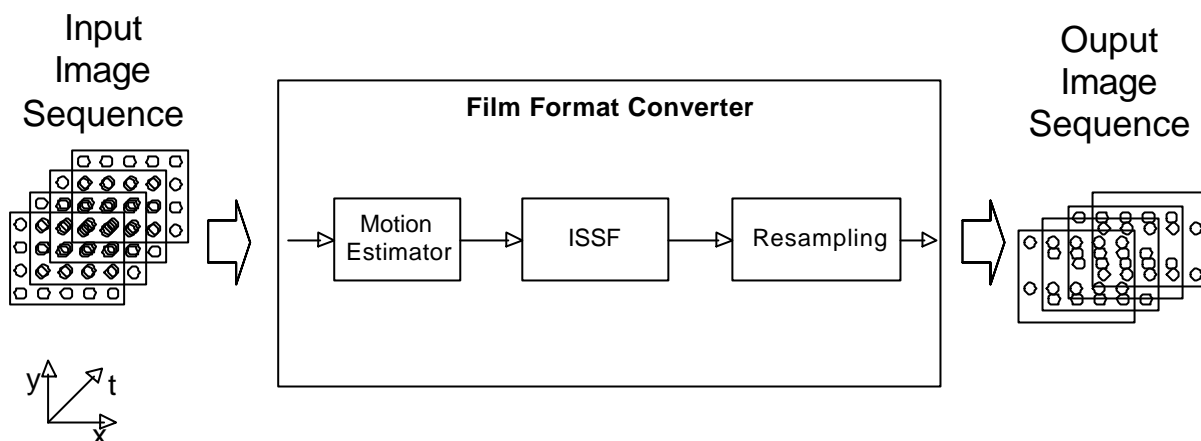 Input
Image
Sequence
Film Format Converter
Motion
Estimator
ISSF
Resampling
Ouput
Image
Sequence
y
t
x